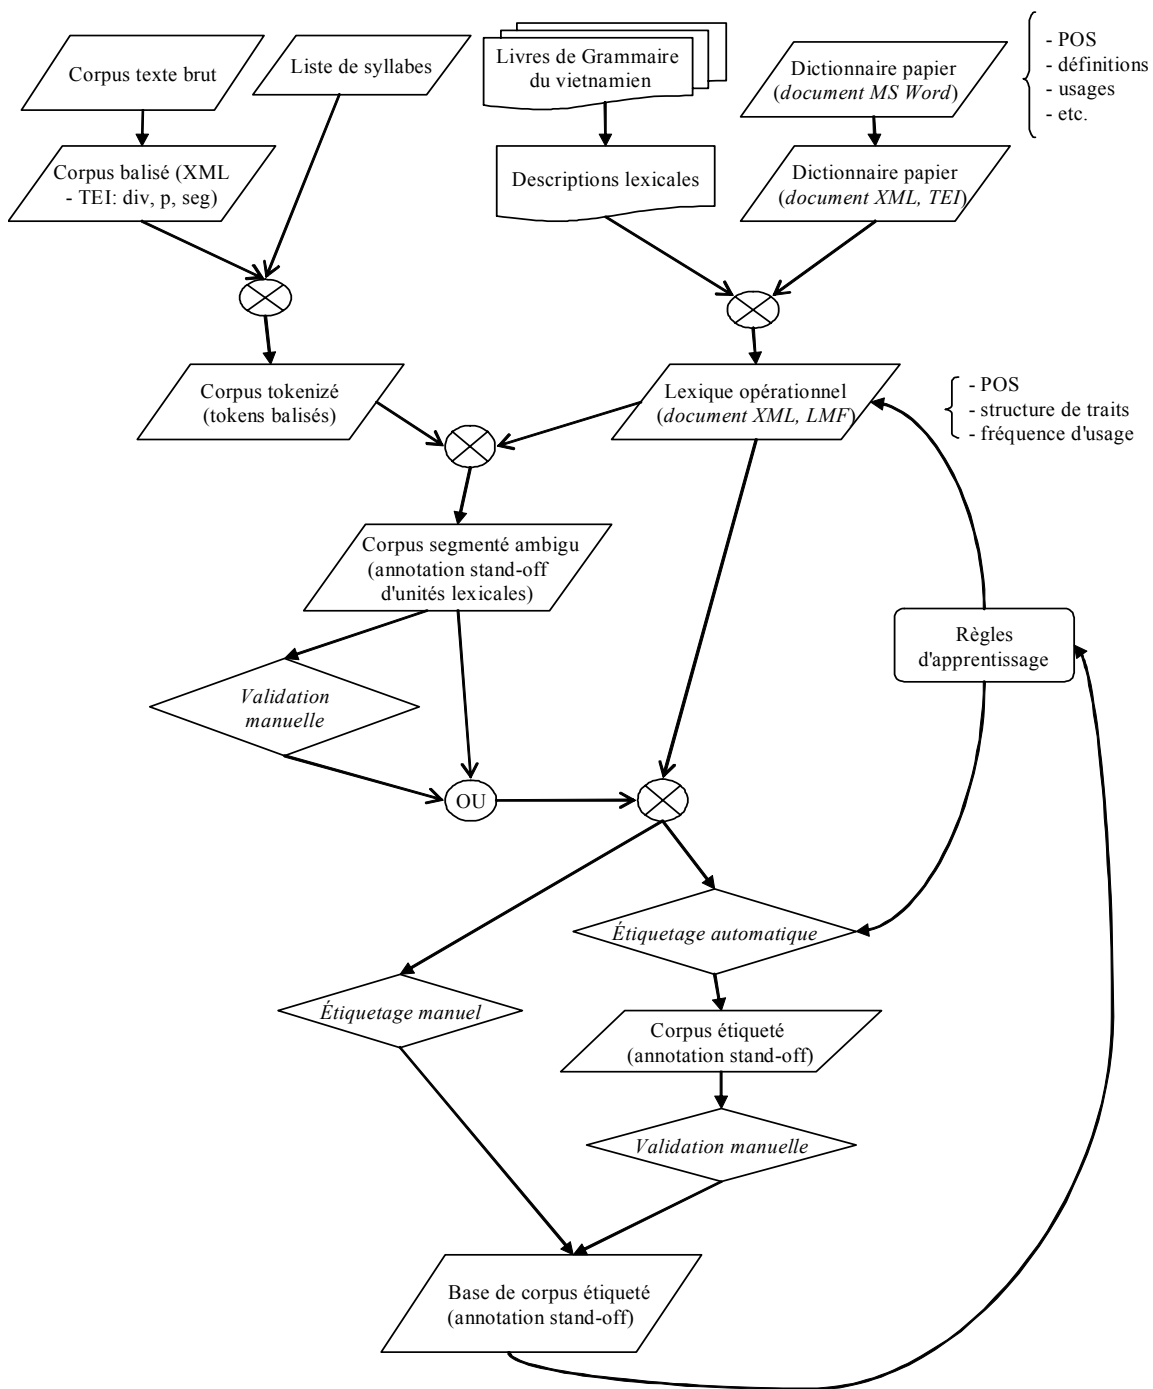 Corpus texte brut
Liste de syllabes
Livres de Grammaire
du vietnamien
Dictionnaire papier
(document MS Word)
- POS
- définitions
- usages
- etc.
Corpus balisé (XML
- TEI: div, p, seg)
Descriptions lexicales
Dictionnaire papier
(document XML, TEI)
Corpus tokenizé
(tokens balisés)
Lexique opérationnel
(document XML, LMF)
- POS
- structure de traits
- fréquence d'usage
Corpus segmenté ambigu
(annotation stand-off
d'unités lexicales)
Règles
d'apprentissage
Validation
manuelle
OU
Étiquetage automatique
Étiquetage manuel
Corpus étiqueté
(annotation stand-off)
Validation manuelle
Base de corpus étiqueté
(annotation stand-off)